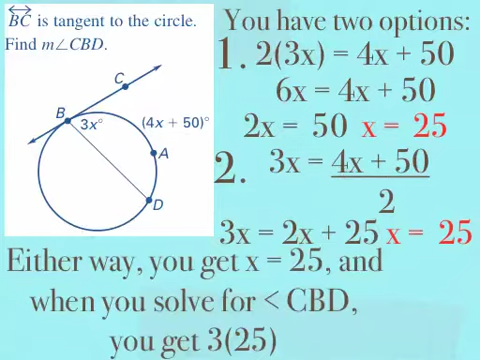 BC is tangent to the circle.
Find m∠CBD.
C
B
3x°
(4x + 50)°
A
D
You have two options:
1. 2(3x) = 4x + 50
6x = 4x + 50
2x = 50 x = 25
2. 3x = 4x + 50
2
3x = 2x + 25 x = 25
Either way, you get x = 25, and
when you solve for < CBD,
you get 3(25)